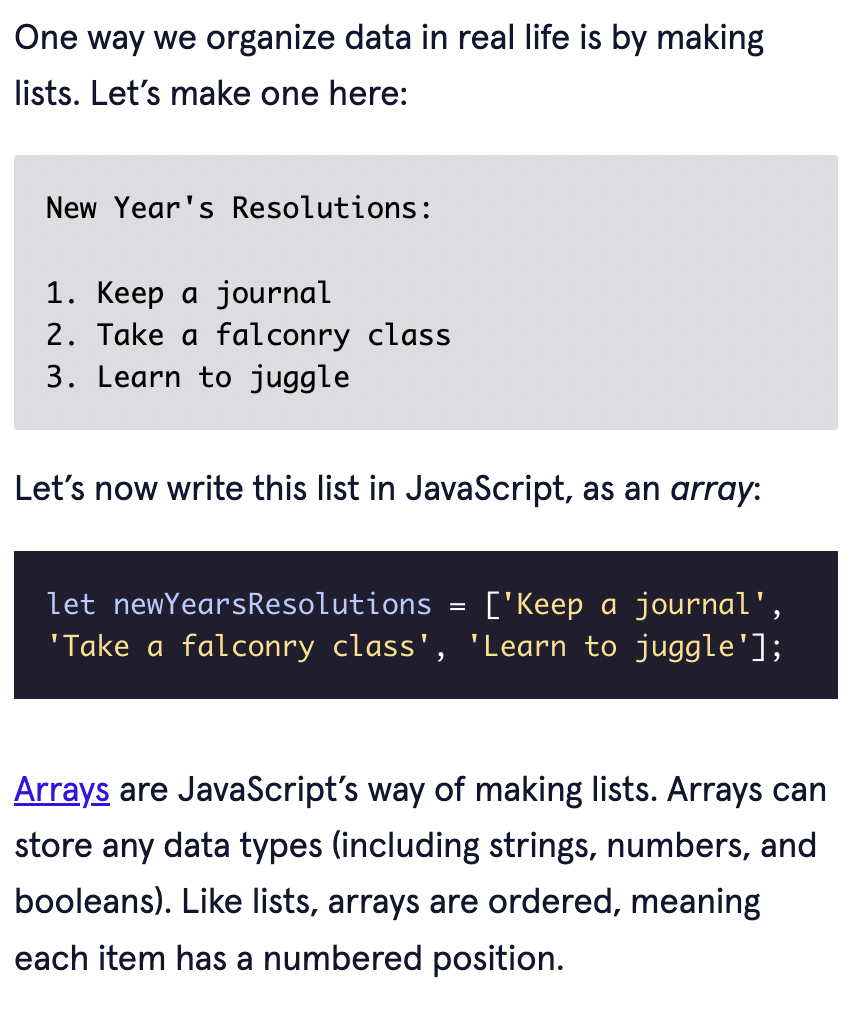 One way we organize data in real life is by making
lists. Let’s make one here:
New Year's Resolutions:
1. Keep a journal
2. Take a falconry class
3. Learn to juggle
Let’s now write this list in JavaScript, as an array:
let newYearsResolutions = ['Keep a journal',
'Take a falconry class', 'Learn to juggle'];
Arrays are JavaScript’s way of making lists. Arrays can
store any data types (including strings, numbers, and
booleans). Like lists, arrays are ordered, meaning
each item has a numbered position.